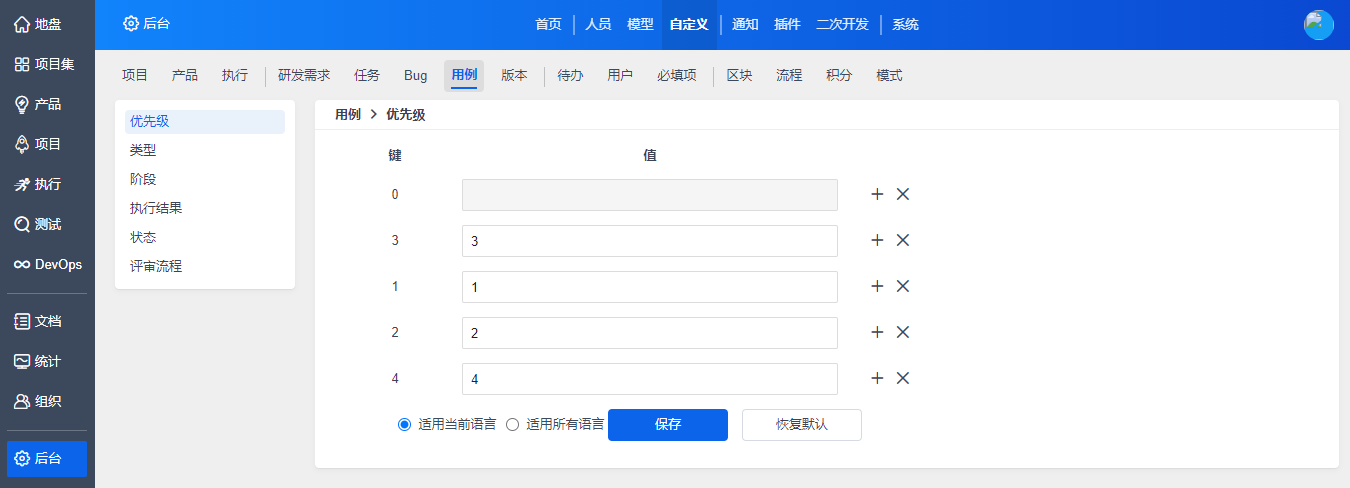 地盘
项目集
产品
项目
执行
测试
DevOps
文档
统计
组织
后台
后台
首页 人员 模型 自定义 通知 插件 二次开发 系统
项目 产品 执行 研发需求 任务 Bug 用例 版本 待办 用户 必填项 区块 流程 积分 模式
优先级
类型
阶段
执行结果
状态
评审流程
用例 > 优先级
键 值
0
3 3
1 1
2 2
4 4
适用当前语言 适用所有语言 保存 恢复默认